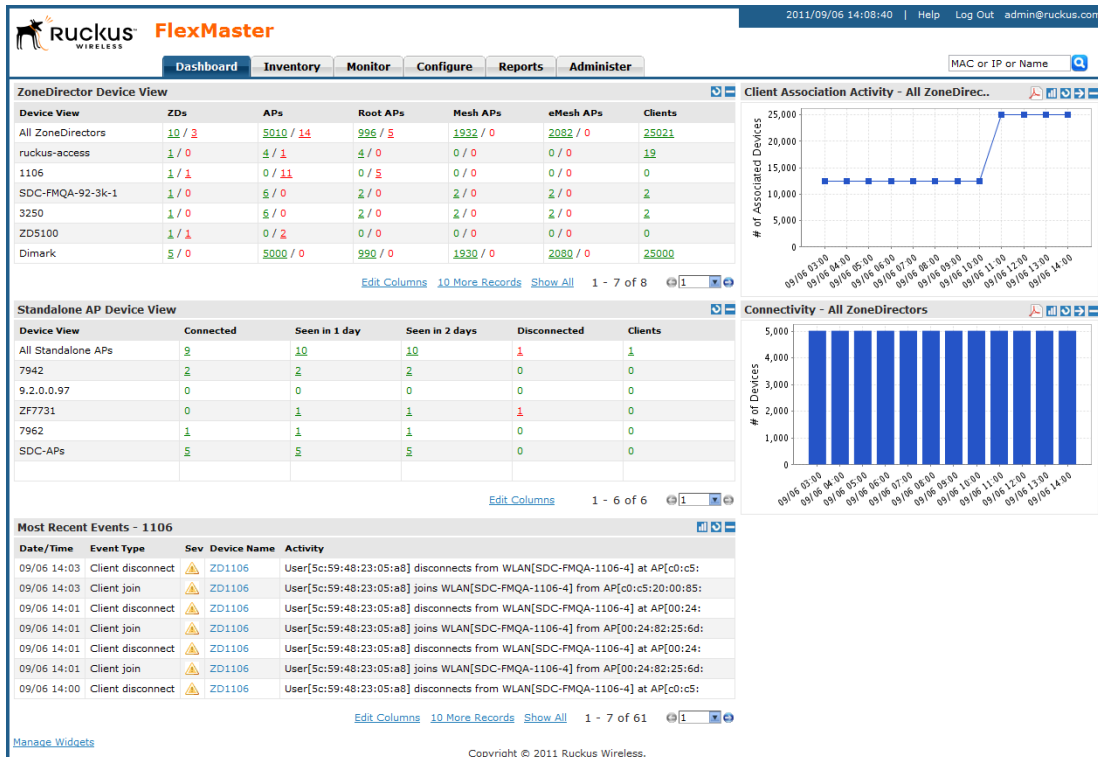 2011/09/06 14:08:40 | Help Log Out admin@ruckus.com
Ruckus WIRELESS FlexMaster
Dashboard Inventory Monitor Configure Reports Administer
MAC or IP or Name
ZoneDirector Device View
Device View ZDs APs Root APs Mesh APs eMesh APs Clients
All ZoneDirectors 10 / 3 5010 / 14 996 / 5 1932 / 0 2082 / 0 25021
ruckus-access 1 / 0 4 / 1 4 / 0 0 / 0 0 / 0 19
1106 1 / 1 0 / 11 0 / 5 0 / 0 0 / 0 0
SDC-FMQA-92-3k-1 1 / 0 6 / 0 2 / 0 2 / 0 2 / 0 2
3250 1 / 0 6 / 0 2 / 0 2 / 0 2 / 0 2
ZD5100 1 / 1 0 / 2 0 / 0 0 / 0 0 / 0 0
Dimark 5 / 0 5000 / 0 990 / 0 1930 / 0 2080 / 0 25000
Edit Columns 10 More Records Show All 1 - 7 of 8 1
Client Association Activity - All ZoneDirec..
# of Associated Devices
25,000
20,000
15,000
10,000
5,000
0
09/06 03:00 09/06 04:00 09/06 05:00 09/06 06:00 09/06 07:00 09/06 08:00 09/06 09:00 09/06 10:00 09/06 11:00 09/06 12:00 09/06 13:00 09/06 14:00
Standalone AP Device View
Device View Connected Seen in 1 day Seen in 2 days Disconnected Clients
All Standalone APs 9 10 10 1 1
7942 2 2 2 0 0
9.2.0.0.97 0 0 0 0 0
ZF7731 0 1 1 1 0
7962 1 1 1 0 0
SDC-APs 5 5 5 0 0
Edit Columns 1 - 6 of 6 1
Connectivity - All ZoneDirectors
# of Devices
5,000
4,000
3,000
2,000
1,000
0
09/06 03:00 09/06 04:00 09/06 05:00 09/06 06:00 09/06 07:00 09/06 08:00 09/06 09:00 09/06 10:00 09/06 11:00 09/06 12:00 09/06 13:00 09/06 14:00
Most Recent Events - 1106
Date/Time Event Type Sev Device Name Activity
09/06 14:03 Client disconnect ZD1106 User[5c:59:48:23:05:a8] disconnects from WLAN[SDC-FMQA-1106-4] at AP[c0:c5:
09/06 14:03 Client join ZD1106 User[5c:59:48:23:05:a8] joins WLAN[SDC-FMQA-1106-4] from AP[c0:c5:20:00:85:
09/06 14:01 Client disconnect ZD1106 User[5c:59:48:23:05:a8] disconnects from WLAN[SDC-FMQA-1106-4] at AP[00:24:
09/06 14:01 Client join ZD1106 User[5c:59:48:23:05:a8] joins WLAN[SDC-FMQA-1106-4] from AP[00:24:82:25:6d:
09/06 14:01 Client disconnect ZD1106 User[5c:59:48:23:05:a8] disconnects from WLAN[SDC-FMQA-1106-4] at AP[00:24:
09/06 14:01 Client join ZD1106 User[5c:59:48:23:05:a8] joins WLAN[SDC-FMQA-1106-4] from AP[00:24:82:25:6d:
09/06 14:00 Client disconnect ZD1106 User[5c:59:48:23:05:a8] disconnects from WLAN[SDC-FMQA-1106-4] at AP[c0:c5:
Edit Columns 10 More Records Show All 1 - 7 of 61 1
Manage Widgets
Copyright © 2011 Ruckus Wireless.